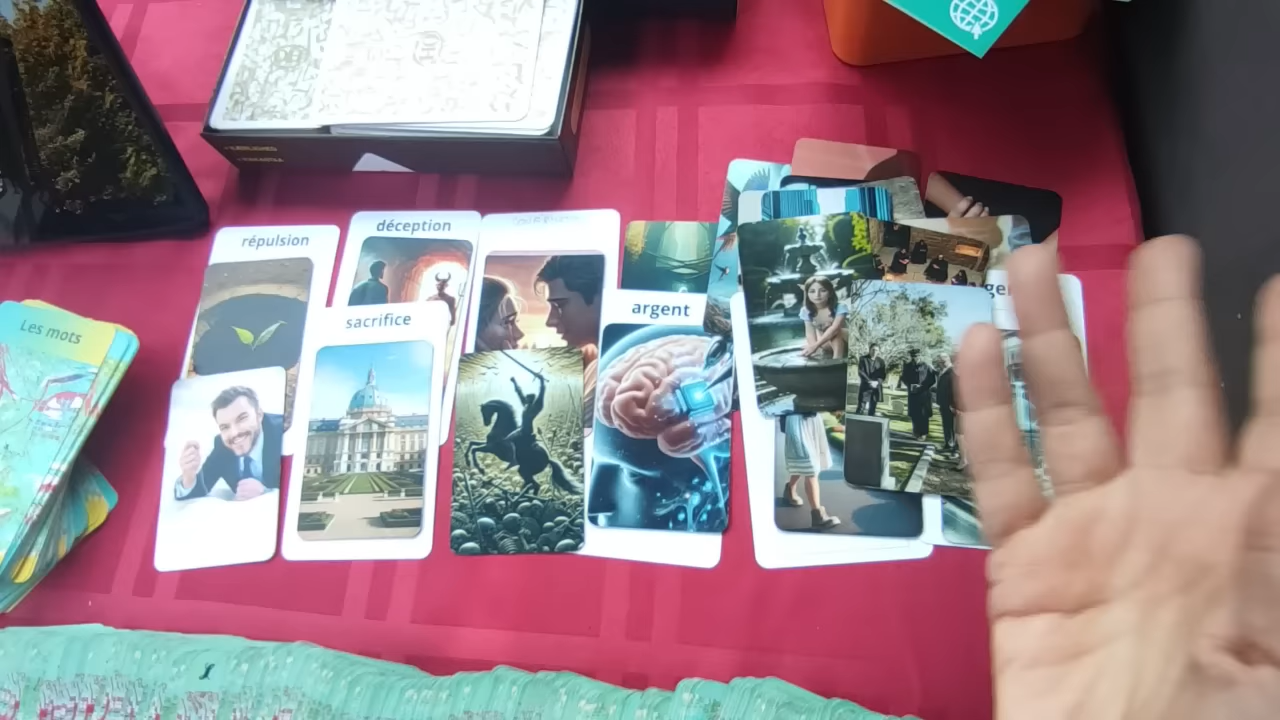 répulsion
déception
sacrifice
argent
Les mots